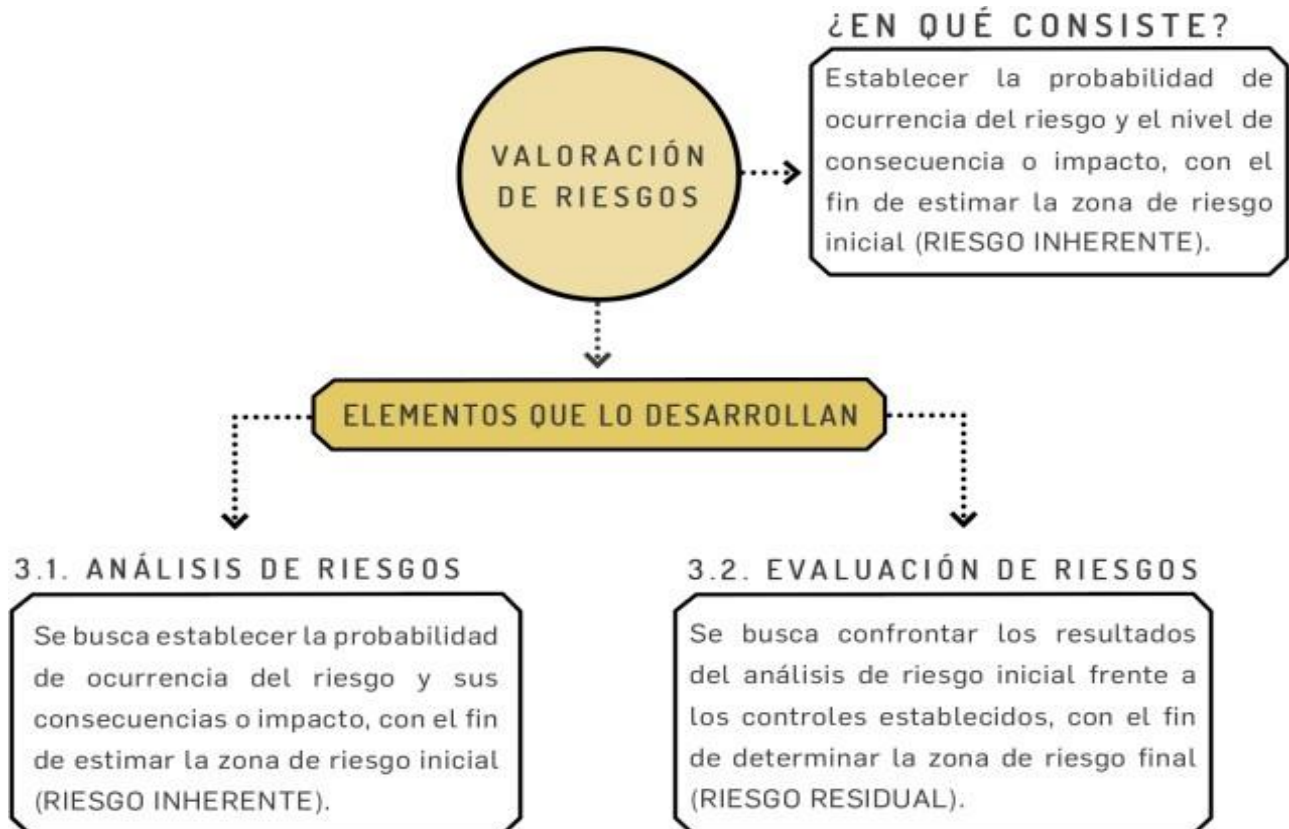 ¿EN QUÉ CONSISTE?
Establecer la probabilidad de
ocurrencia del riesgo y el nivel de
consecuencia o impacto, con el
fin de estimar la zona de riesgo
inicial (RIESGO INHERENTE).
VALORACIÓN
DE RIESGOS
ELEMENTOS QUE LO DESARROLLAN
3.1. ANÁLISIS DE RIESGOS
Se busca establecer la probabilidad
de ocurrencia del riesgo y sus
consecuencias o impacto, con el fin
de estimar la zona de riesgo inicial
(RIESGO INHERENTE).
3.2. EVALUACIÓN DE RIESGOS
Se busca confrontar los resultados
del análisis de riesgo inicial frente a
los controles establecidos, con el fin
de determinar la zona de riesgo final
(RIESGO RESIDUAL).